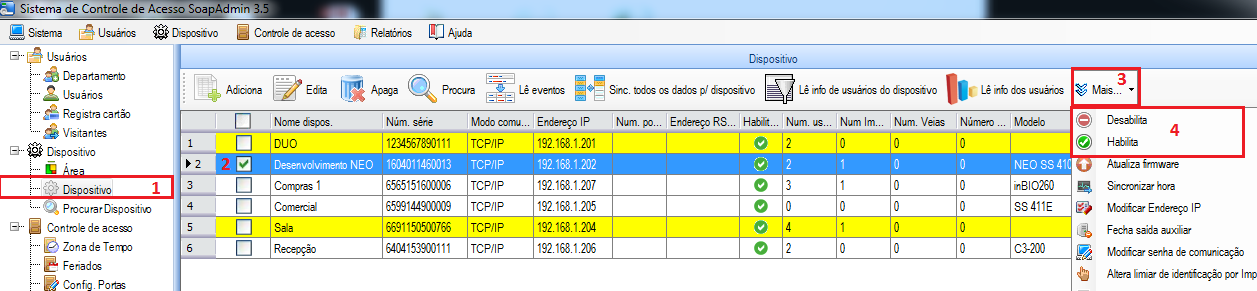 Sistema de Controle de Acesso SoapAdmin 3.5
Sistema Usuários Dispositivo Controle de acesso Relatórios Ajuda
Usuários
Departamento
Usuários
Registra cartão
Visitantes
Dispositivo
Área
Dispositivo 1
Procurar Dispositivo
Controle de acesso
Zona de Tempo
Feriados
Config. Portas
Dispositivo
Adiciona Edita Apaga Procura Lê eventos Sinc. todos os dados p/ dispositivo Lê info de usuários do dispositivo Lê info dos usuários Mais... 3
Nome dispos. Núm. série Modo comu... Endereço IP Num. po... Endereço RS... Habilit... Num. us... Num Im... Num. Veias Número ... Modelo
1 DUO 1234567890111 TCP/IP 192.168.1.201 2 0 0 0
2 2 Desenvolvimento NEO 1604011460013 TCP/IP 192.168.1.202 2 1 0 0 NEO SS 410
3 Compras 1 6565151600006 TCP/IP 192.168.1.207 3 1 0 0 inBIO260
4 Comercial 6599144900009 TCP/IP 192.168.1.205 0 0 0 0 SS 411E
5 Sala 6691150500766 TCP/IP 192.168.1.204 4 1 0 0
6 Recepção 6404153900111 TCP/IP 192.168.1.206 2 0 0 0 C3-200
Desabilita 4
Habilita
Atualiza firmware
Sincronizar hora
Modificar Endereço IP
Fecha saída auxiliar
Modificar senha de comunicação
Altera limiar de identificação por Imp